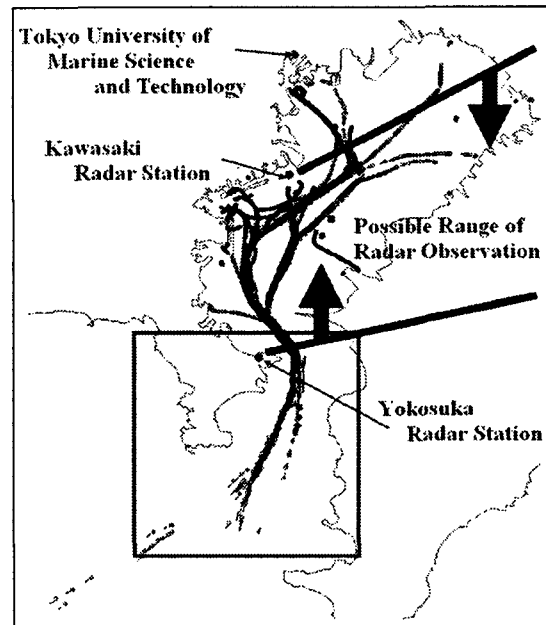 Tokyo University of
Marine Science
and Technology
Kawasaki
Radar Station
Possible Range of
Radar Observation
Yokosuka
Radar Station